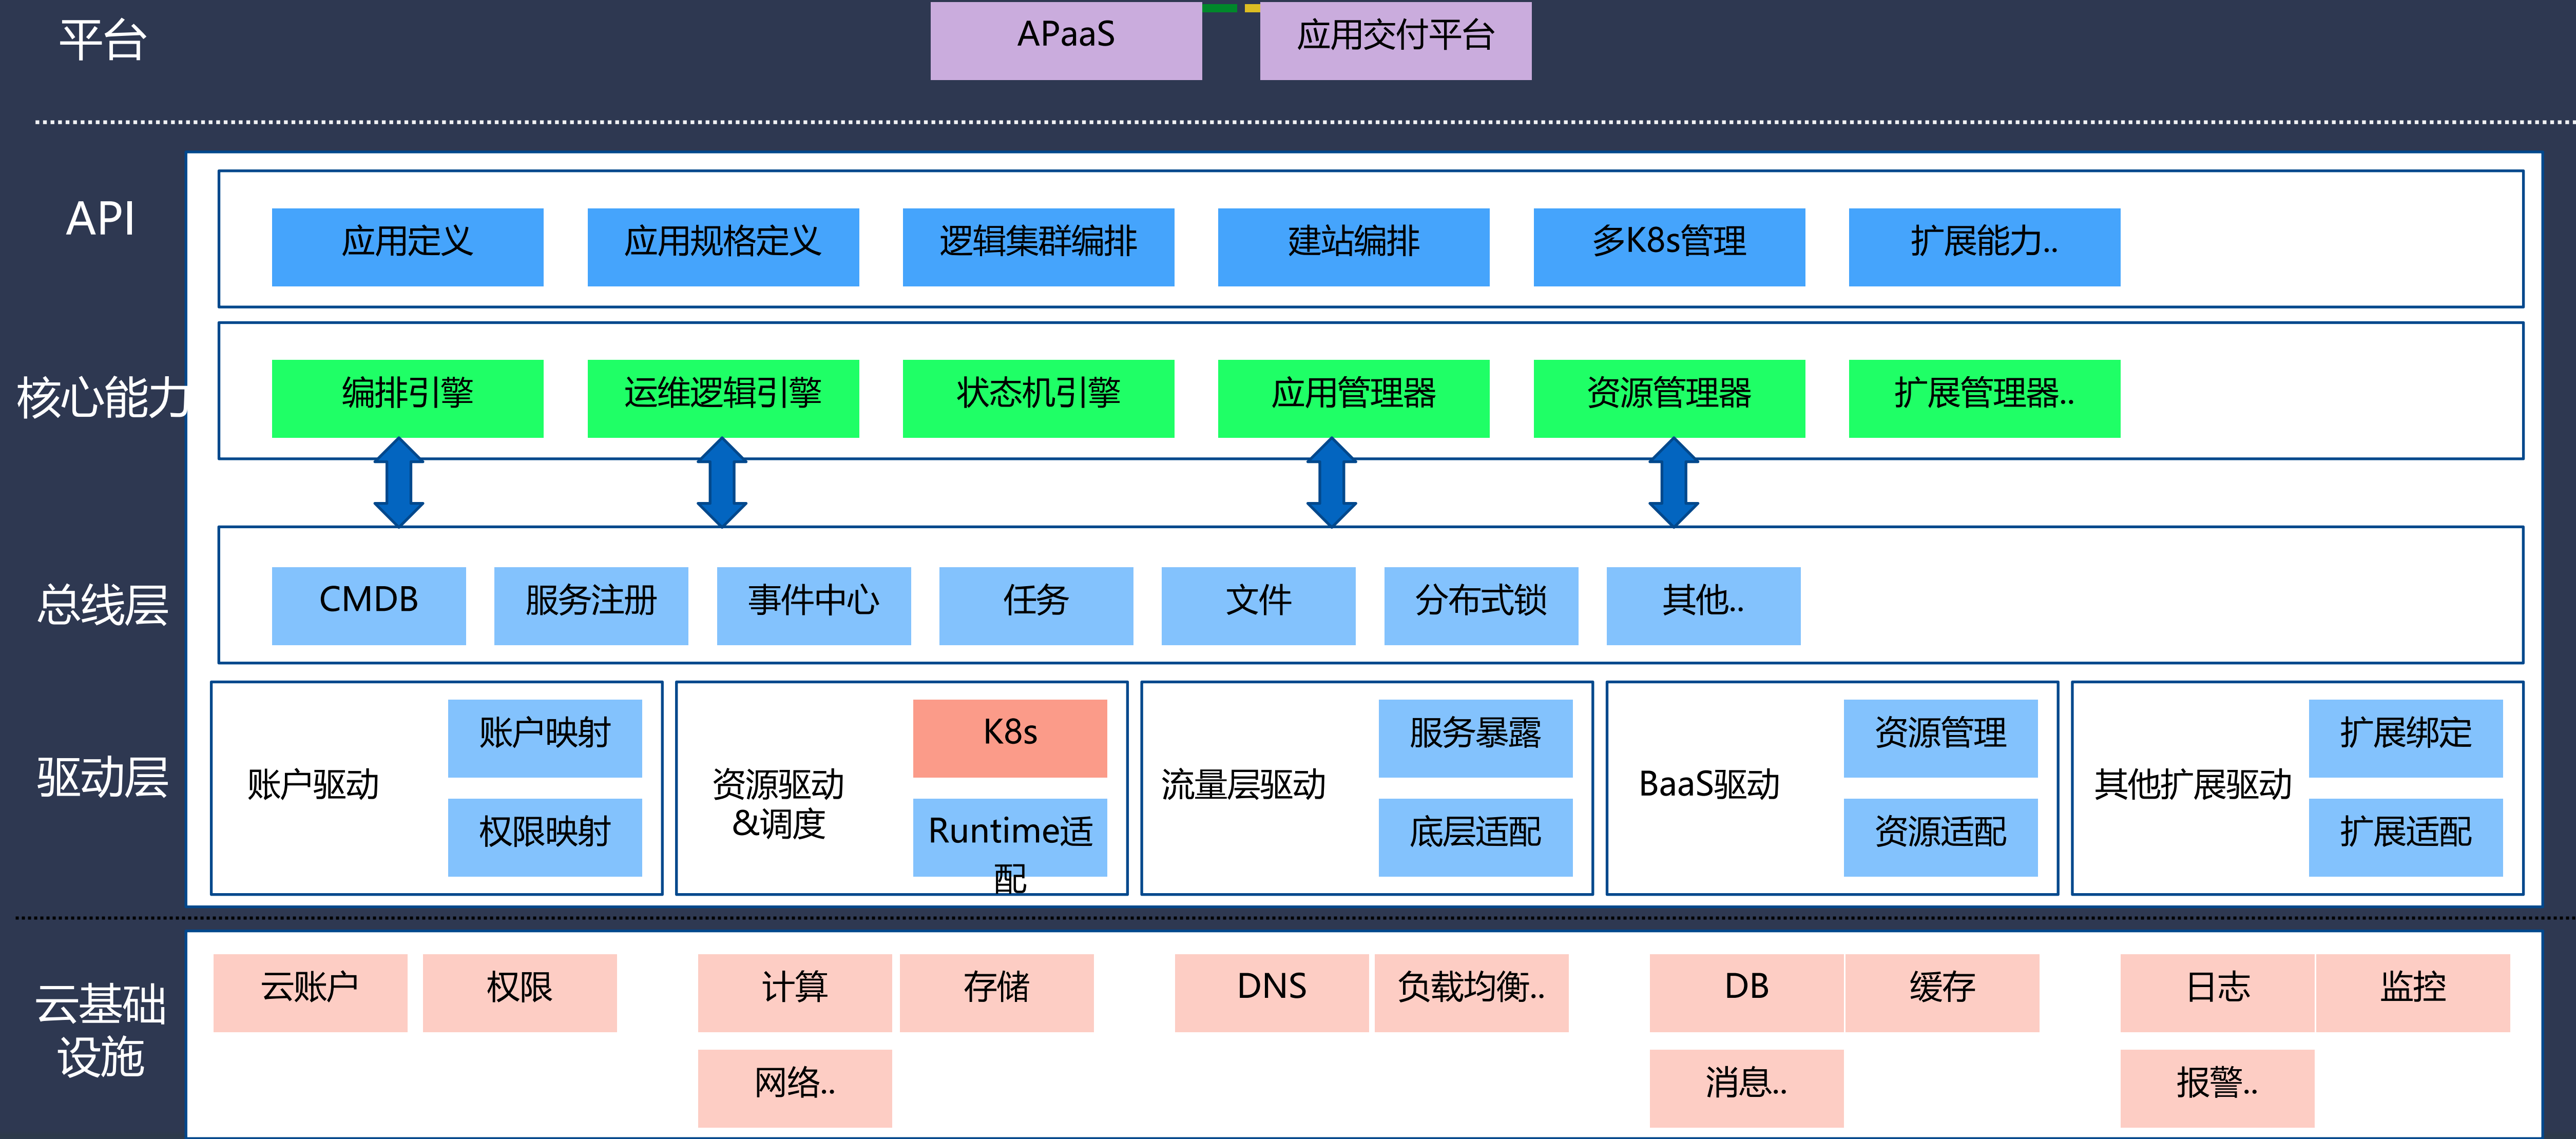 平台
APaaS
应用交付平台
API
应用定义
应用规格定义
逻辑集群编排
建站编排
多K8s管理
扩展能力..
核心能力
编排引擎
运维逻辑引擎
状态机引擎
应用管理器
资源管理器
扩展管理器..
总线层
CMDB
服务注册
事件中心
任务
文件
分布式锁
其他..
驱动层
账户驱动
账户映射
权限映射
资源驱动
&调度
K8s
Runtime适
配
流量层驱动
服务暴露
底层适配
BaaS驱动
资源管理
资源适配
其他扩展驱动
扩展绑定
扩展适配
云基础
设施
云账户
权限
计算
存储
网络..
DNS
负载均衡..
DB
缓存
消息..
日志
监控
报警..